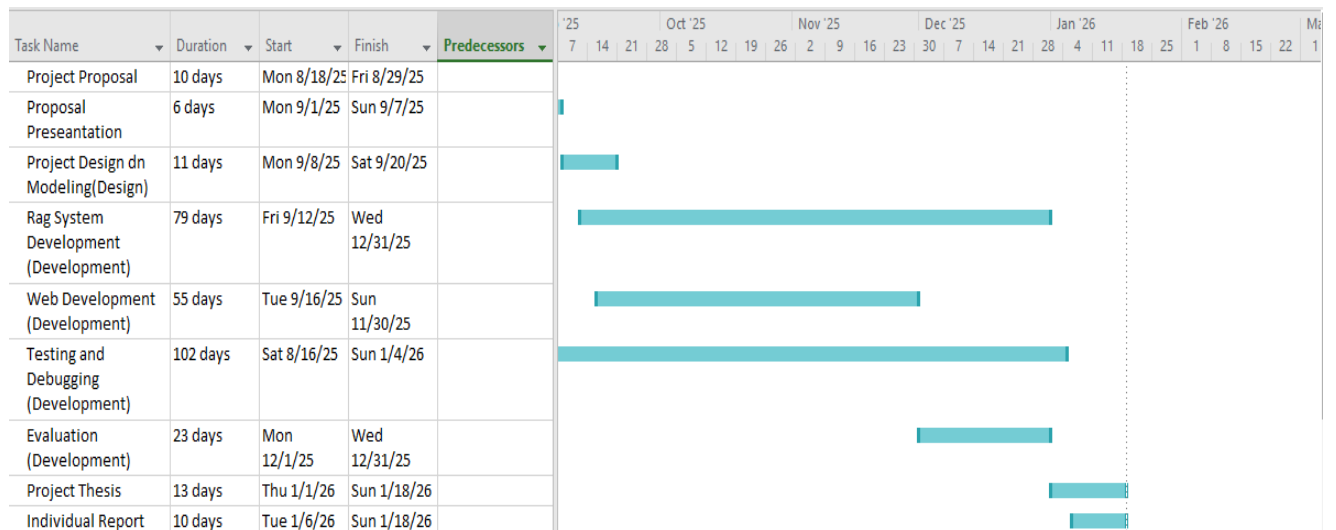 '25 Oct '25 Nov '25 Dec '25 Jan '26 Feb '26
Task Name Duration Start Finish Predecessors 7 14 21 28 5 12 19 26 2 9 16 23 30 7 14 21 28 4 11 18 25 1 8 15 22 1
Project Proposal 10 days Mon 8/18/25 Fri 8/29/25
Proposal 6 days Mon 9/1/25 Sun 9/7/25
Preseantation
Project Design dn 11 days Mon 9/8/25 Sat 9/20/25
Modeling(Design)
Rag System 79 days Fri 9/12/25 Wed
Development 12/31/25
(Development)
Web Development 55 days Tue 9/16/25 Sun
(Development) 11/30/25
Testing and 102 days Sat 8/16/25 Sun 1/4/26
Debugging
(Development)
Evaluation 23 days Mon Wed
(Development) 12/1/25 12/31/25
Project Thesis 13 days Thu 1/1/26 Sun 1/18/26
Individual Report 10 days Tue 1/6/26 Sun 1/18/26